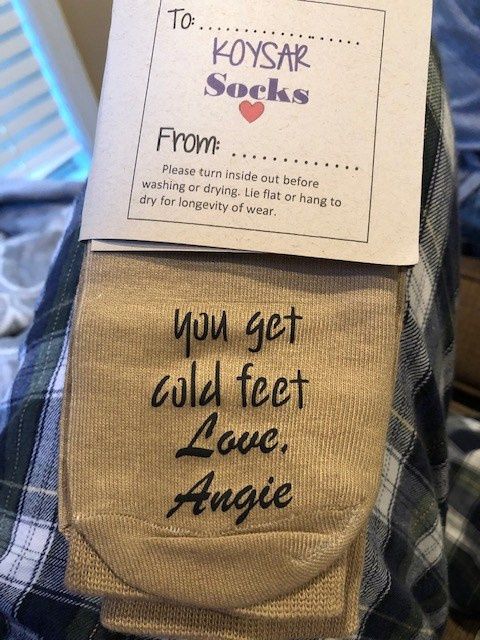 To:....................
KOYSAR
Socks
From: .............
Please turn inside out before
washing or drying. Lie flat or hang to
dry for longevity of wear.
you get
cold feet
Love,
Angie